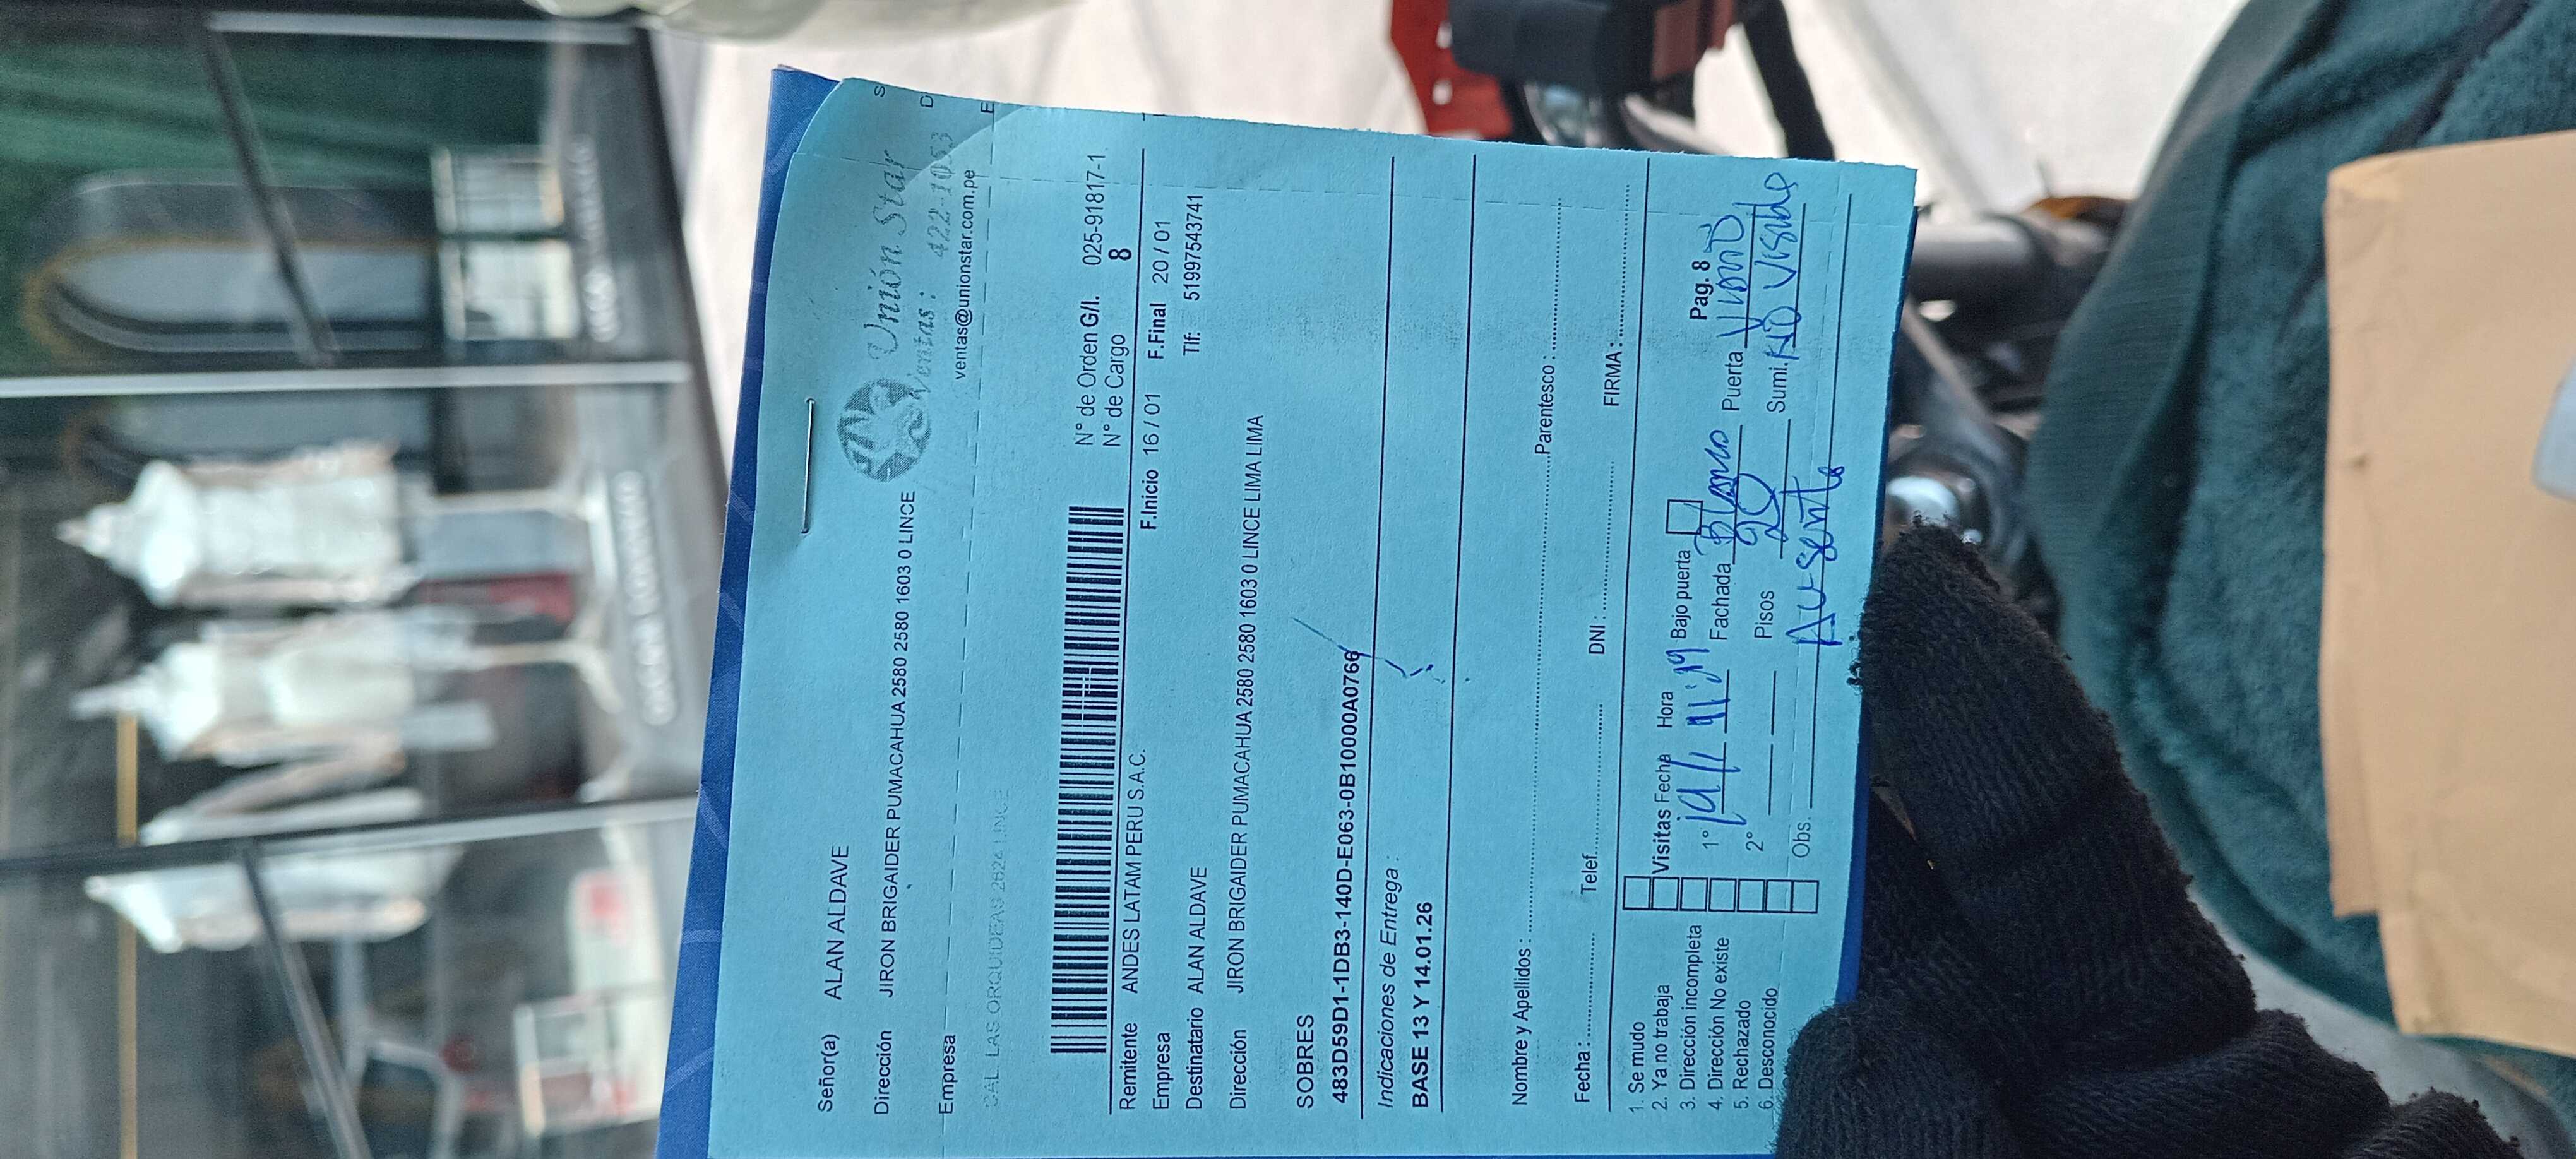 Señor(a) ALAN ALDAVE
Dirección JIRON BRIGAIDER PUMACAHUA 2580 2580 1603 0 LINCE
Empresa
Unión Star
Ventas: 422-1053
ventas@unionstar.com.pe
CAL. LAS ORQUIDEAS 2624 LINCE
S
D
E
N° de Orden G/I. 025-91817-1
N° de Cargo 8
Remitente ANDES LATAM PERU S.A.C.
F.Inicio 16 / 01 F.Final 20 / 01
Empresa
Destinatario ALAN ALDAVE Tlf: 51997543741
Dirección JIRON BRIGAIDER PUMACAHUA 2580 2580 1603 0 LINCE LIMA LIMA
SOBRES
483D59D1-1DB3-140D-E063-0B10000A0766
Indicaciones de Entrega :
BASE 13 Y 14.01.26
Nombre y Apellidos : Parentesco :
Fecha: Telef. DNI : FIRMA :
1. Se mudo
2. Ya no trabaja
3. Dirección incompleta
4. Dirección No existe
5. Rechazado
6. Desconocido
Visitas Fecha Hora Bajo puerta Pag. 8
1° 19/1 11:49 Fachada Blanco Puerta Vidrio
2° Pisos 20 Sumi. No Visible
Obs. Ausente